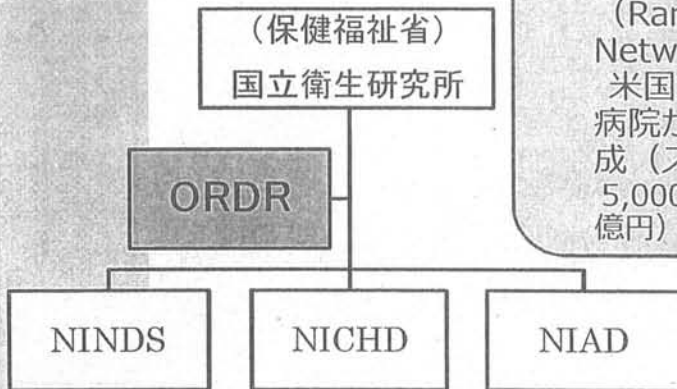 （保健福祉省）
国立衛生研究所
ORDR
NINDS
NICHD
NIAD
（Rar
Netw
米国
病院
成（
5,000
億円）